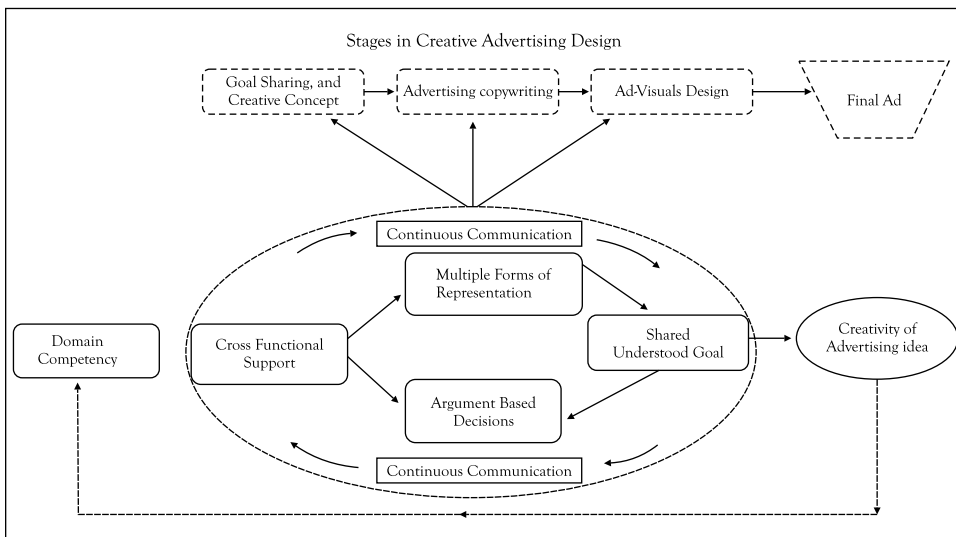 Stages in Creative Advertising Design
Goal Sharing, and
Creative Concept
Advertising copywriting
Ad-Visuals Design
Final Ad
Continuous Communication
Multiple Forms of
Representation
Domain
Competency
Cross Functional
Support
Shared
Understood Goal
Creativity of
Advertising idea
Argument Based
Decisions
Continuous Communication